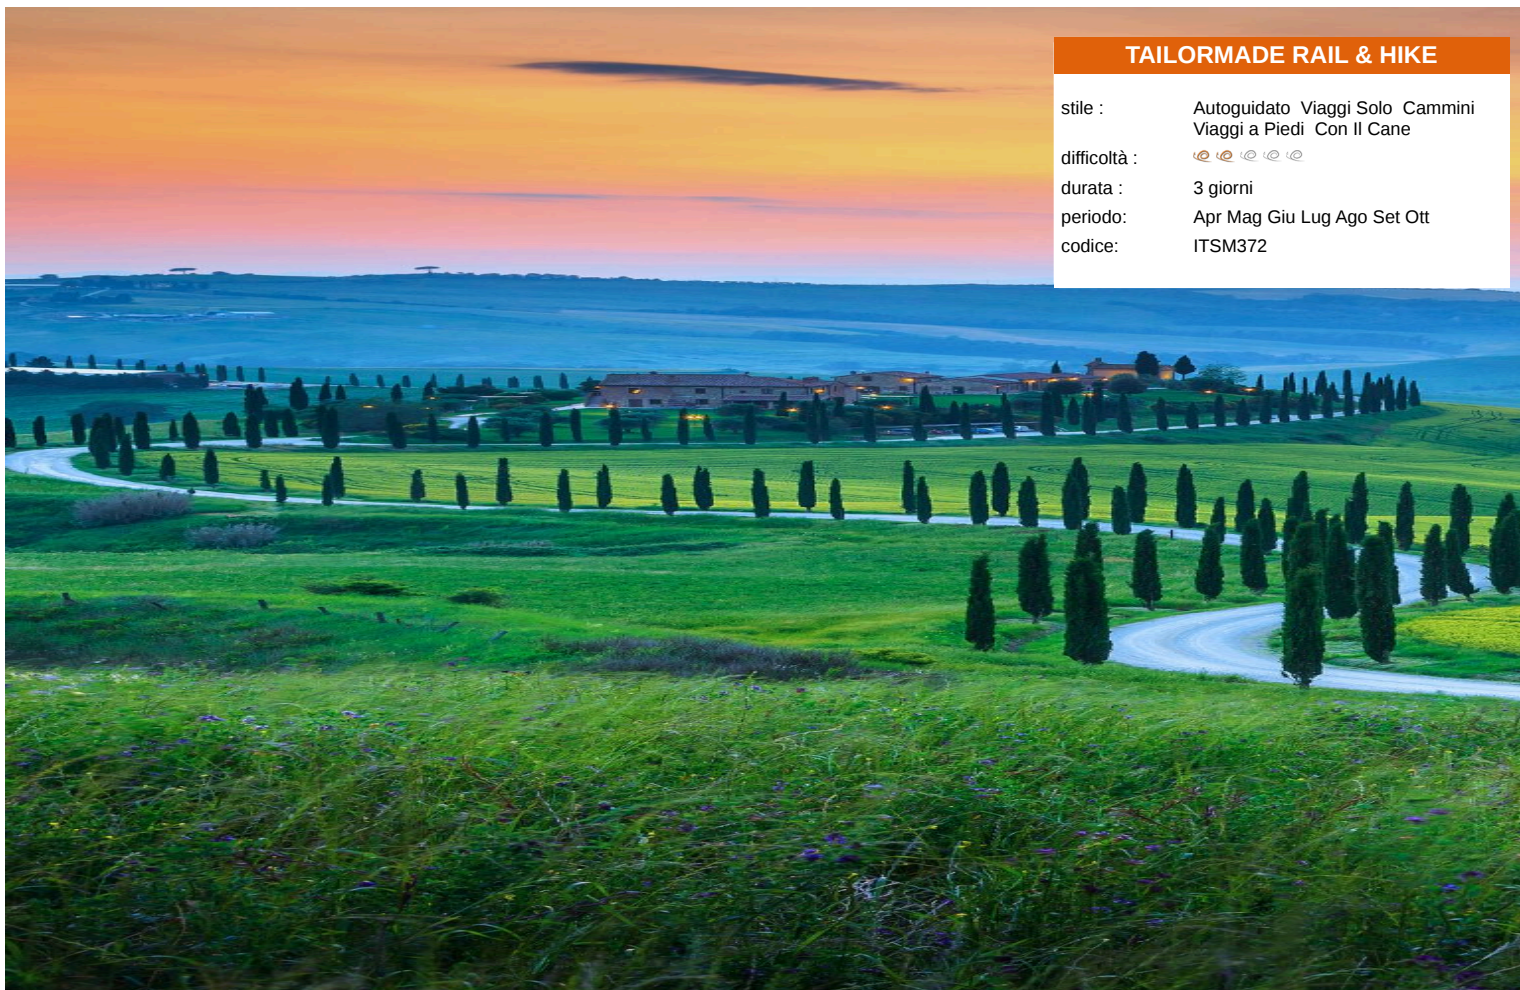 TAILORMADE RAIL & HIKE
stile : Autoguidato Viaggi Solo Cammini
Viaggi a Piedi Con Il Cane
difficoltà :
durata : 3 giorni
periodo: Apr Mag Giu Lug Ago Set Ott
codice: ITSM372